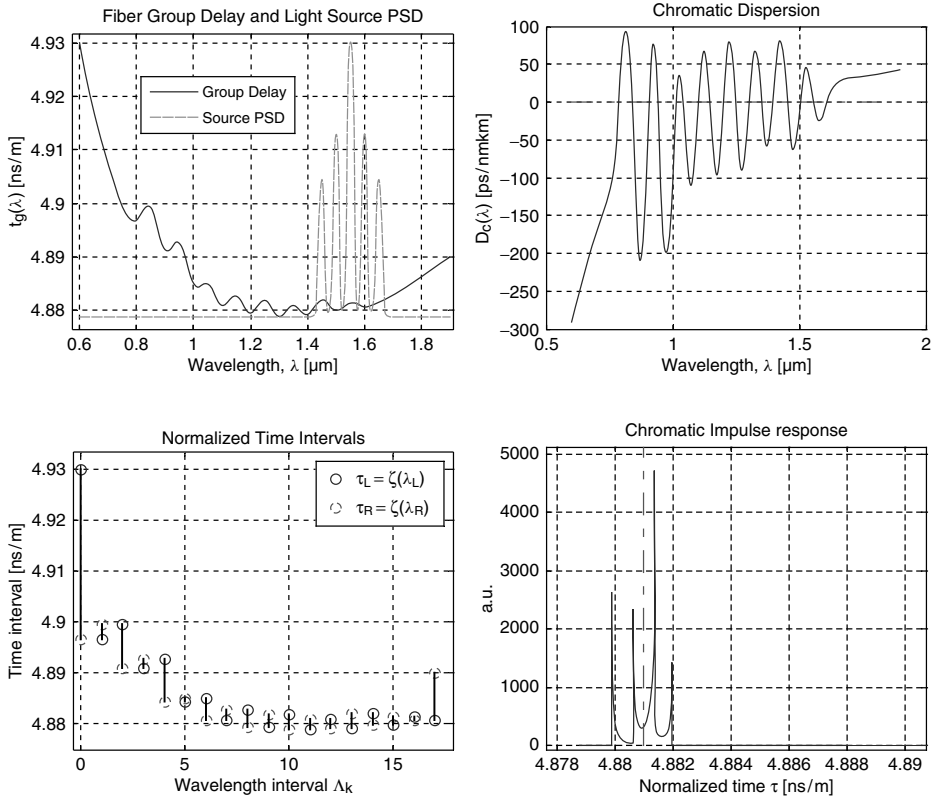 Fiber Group Delay and Light Source PSD
4.93
4.92
4.91
4.9
4.89
4.88
t_g(λ) [ns/m]
Group Delay
Source PSD
0.6 0.8 1 1.2 1.4 1.6 1.8
Wavelength, λ [μm]
Chromatic Dispersion
100
50
0
−50
−100
−150
−200
−250
−300
D_c(λ) [ps/nmkm]
0.5 1 1.5 2
Wavelength, λ [μm]
Normalized Time Intervals
4.93
4.92
4.91
4.9
4.89
4.88
Time interval [ns/m]
τ_L = ζ(λ_L)
τ_R = ζ(λ_R)
0 5 10 15
Wavelength interval Λ_k
Chromatic Impulse response
5000
4000
3000
2000
1000
0
a.u.
4.878 4.88 4.882 4.884 4.886 4.888 4.89
Normalized time τ [ns/m]